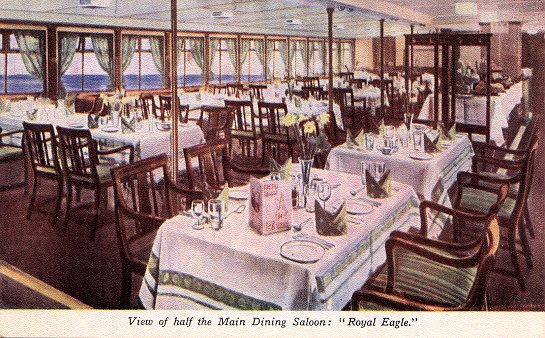 View of half the Main Dining Saloon: "Royal Eagle."